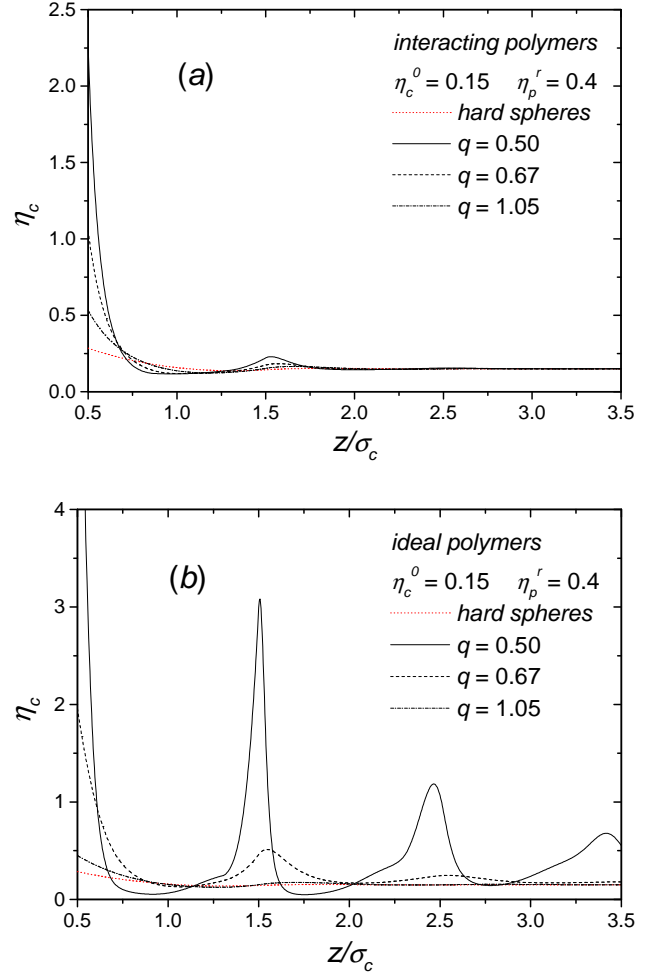 2.5
2.0
1.5
1.0
0.5
0.0
η_c
(a)
interacting polymers
η_c^0 = 0.15 η_p^r = 0.4
hard spheres
q = 0.50
q = 0.67
q = 1.05
0.5 1.0 1.5 2.0 2.5 3.0 3.5
z/σ_c
4
3
2
1
0
η_c
(b)
ideal polymers
η_c^0 = 0.15 η_p^r = 0.4
hard spheres
q = 0.50
q = 0.67
q = 1.05
0.5 1.0 1.5 2.0 2.5 3.0 3.5
z/σ_c